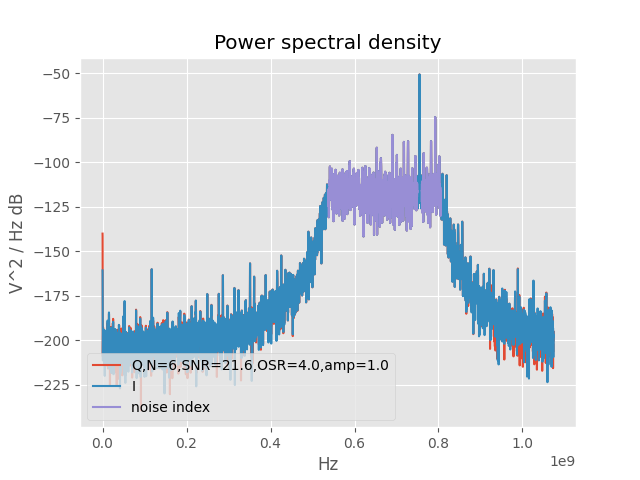 Power spectral density
V^2 / Hz dB
−50
−75
−100
−125
−150
−175
−200
−225
Q,N=6,SNR=21.6,OSR=4.0,amp=1.0
I
noise index
0.0 0.2 0.4 0.6 0.8 1.0
1e9
Hz